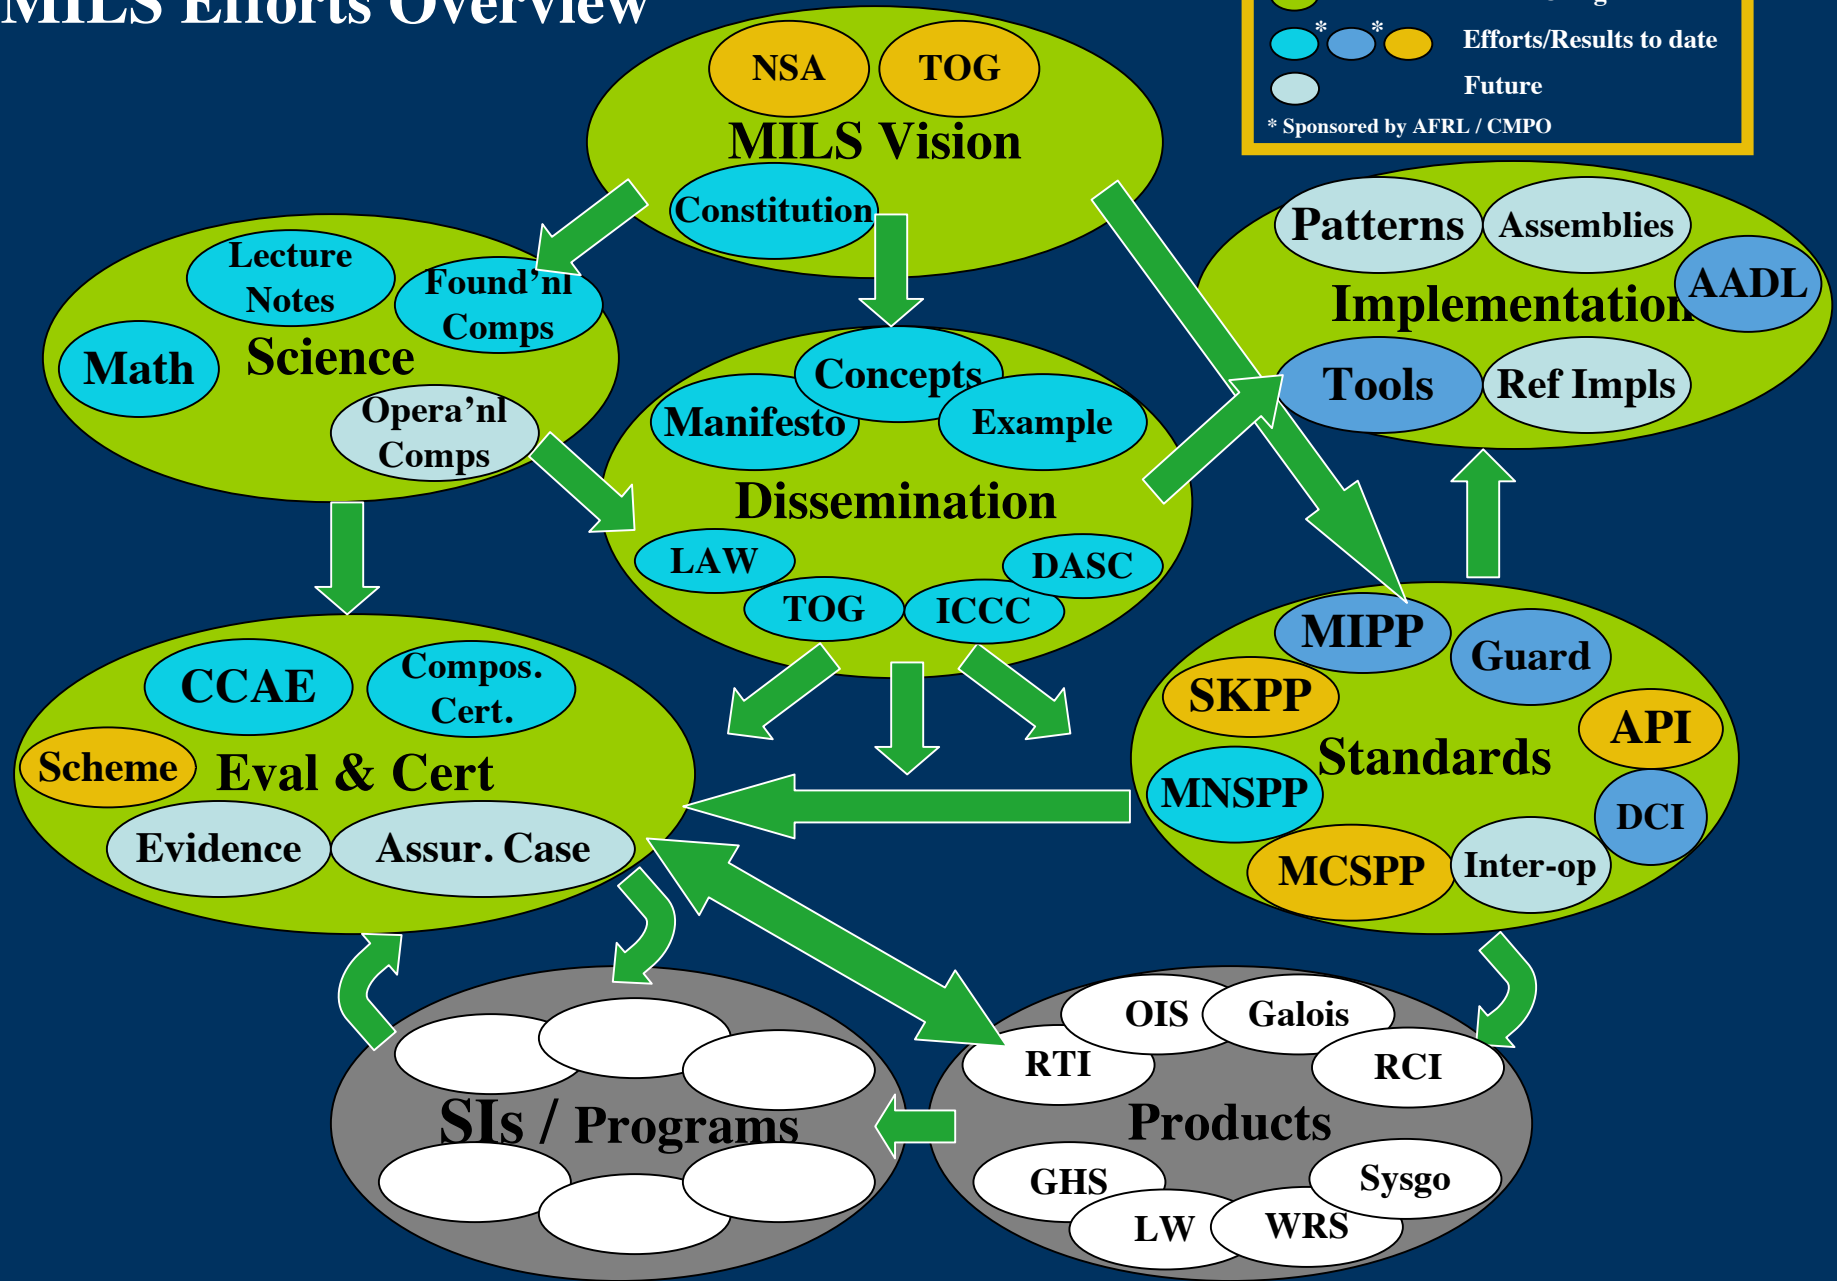 MILS Efforts Overview
Efforts/Results to date
Future
* Sponsored by AFRL / CMPO
* *
NSA
TOG
MILS Vision
Constitution
Lecture
Notes
Found'nl
Comps
Math
Science
Opera'nl
Comps
Patterns
Assemblies
AADL
Implementation
Tools
Ref Impls
Concepts
Manifesto
Example
Dissemination
LAW
DASC
TOG
ICCC
CCAE
Compos.
Cert.
Scheme
Eval & Cert
Evidence
Assur. Case
MIPP
Guard
SKPP
API
Standards
MNSPP
DCI
MCSPP
Inter-op
SIs / Programs
OIS
Galois
RTI
RCI
Products
GHS
Sysgo
LW
WRS